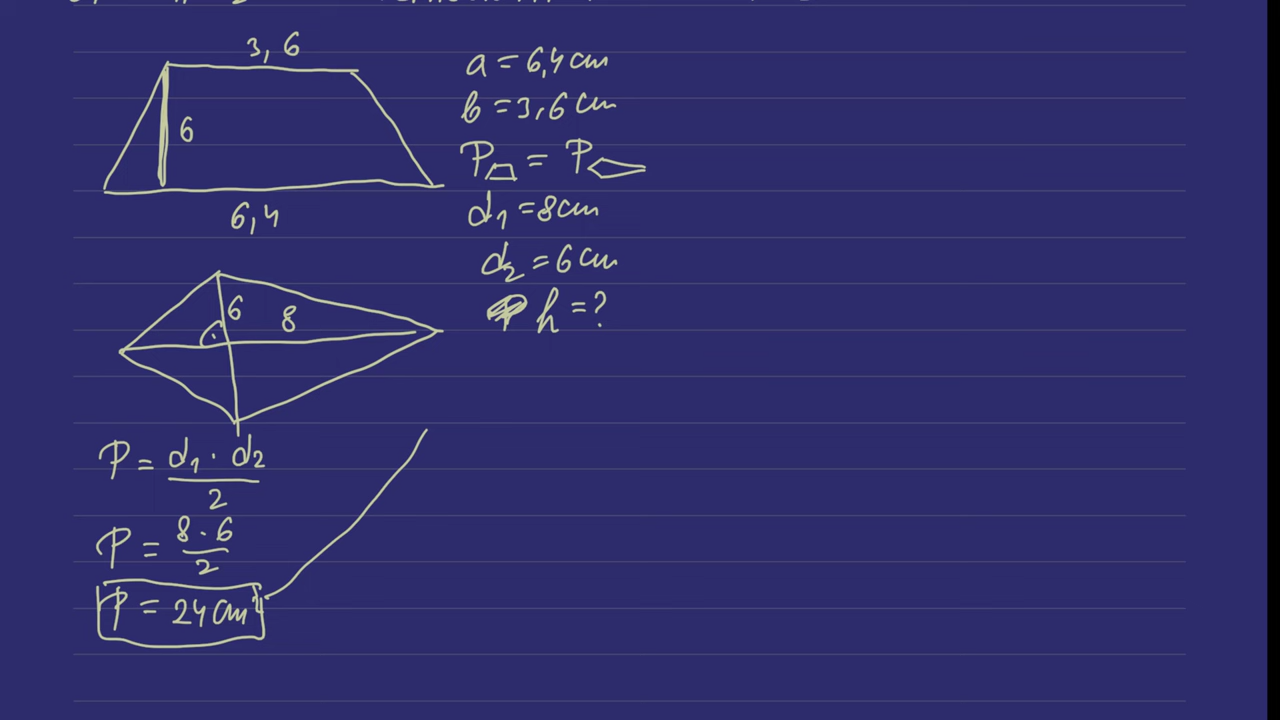 3,6
6
6,4
a = 6,4 cm
b = 3,6 cm
P⏢ = P
d₁ = 8 cm
d₂ = 6 cm
h = ?
6
8
P = d₁ · d₂ / 2
P = 8 · 6 / 2
P = 24 cm²